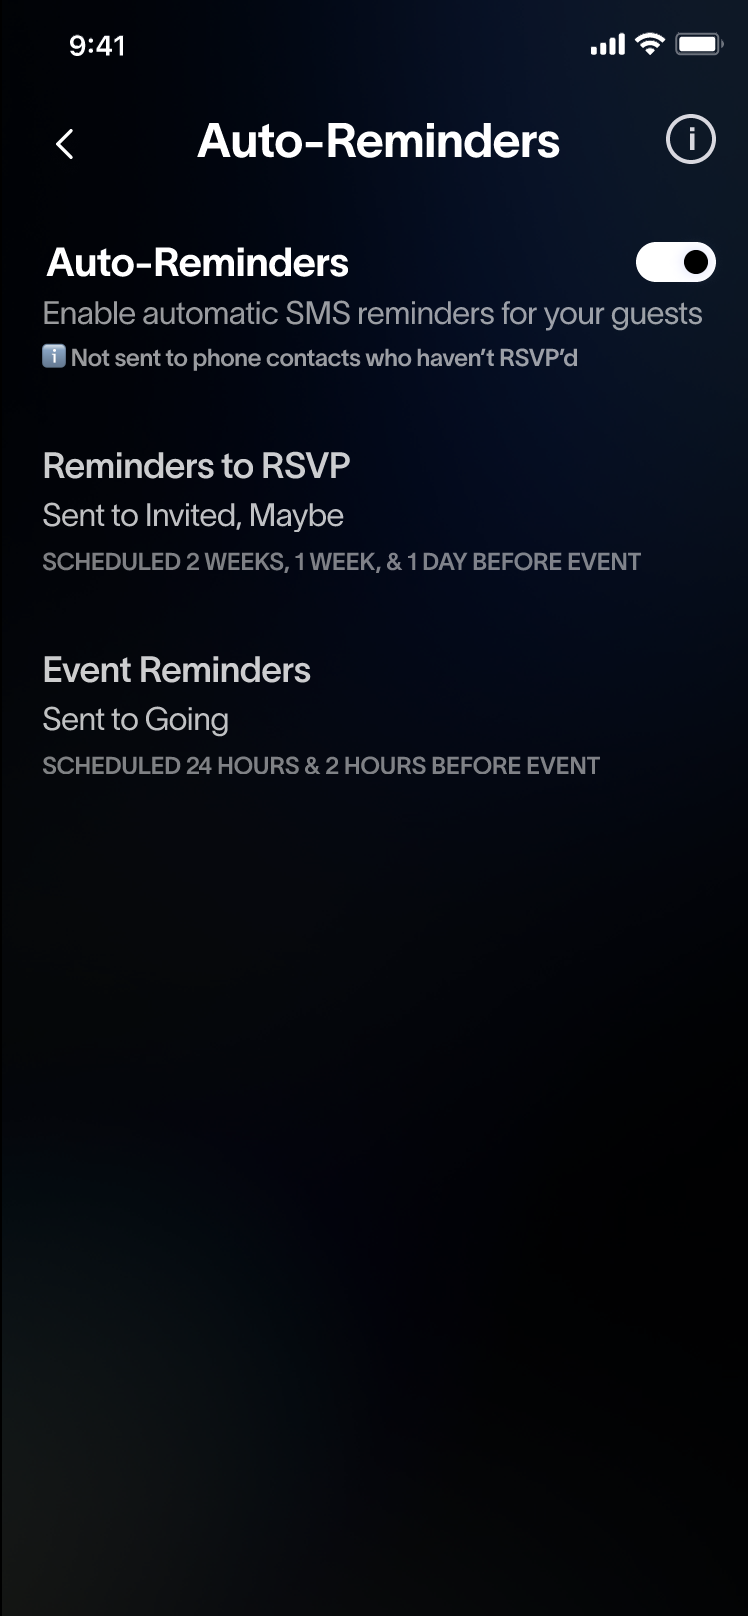 9:41
Auto-Reminders
Auto-Reminders
Enable automatic SMS reminders for your guests
ℹ️ Not sent to phone contacts who haven’t RSVP’d
Reminders to RSVP
Sent to Invited, Maybe
SCHEDULED 2 WEEKS, 1 WEEK, & 1 DAY BEFORE EVENT
Event Reminders
Sent to Going
SCHEDULED 24 HOURS & 2 HOURS BEFORE EVENT